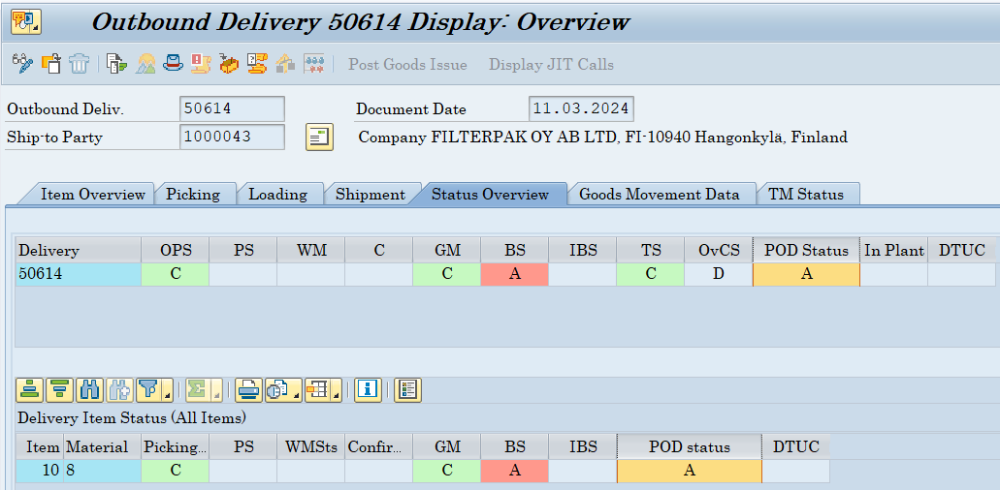 Outbound Delivery 50614 Display: Overview
Post Goods Issue Display JIT Calls
Outbound Deliv. 50614 Document Date 11.03.2024
Ship-to Party 1000043 Company FILTERPAK OY AB LTD, FI-10940 Hangonkylä, Finland
Item Overview Picking Loading Shipment Status Overview Goods Movement Data TM Status
Delivery OPS PS WM C GM BS IBS TS OvCS POD Status In Plant DTUC
50614 C C A C D A
Delivery Item Status (All Items)
Item Material Picking... PS WMSts Confir... GM BS IBS POD status DTUC
10 8 C C A A